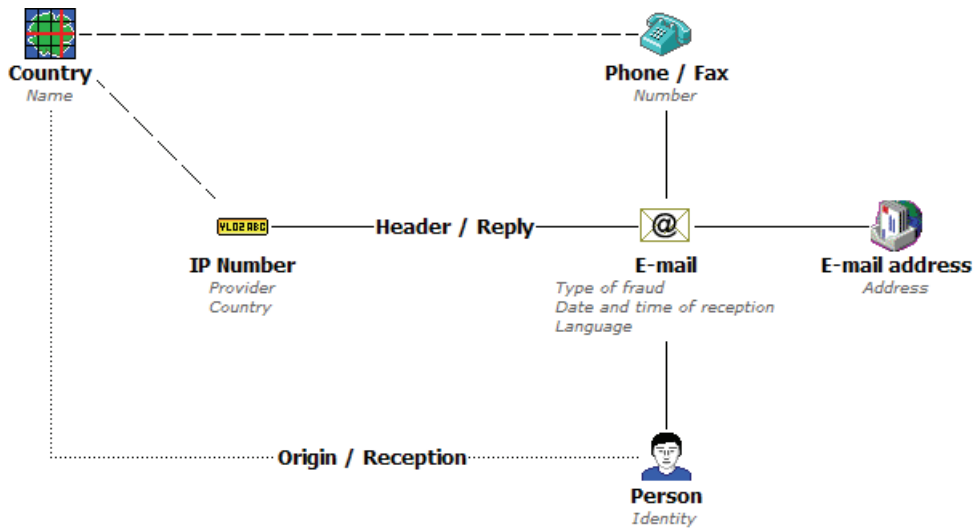 Country
Name
Phone / Fax
Number
YL02 ABC
Header / Reply
@
IP Number
Provider
Country
E-mail
Type of fraud
Date and time of reception
Language
E-mail address
Address
Origin / Reception
Person
Identity